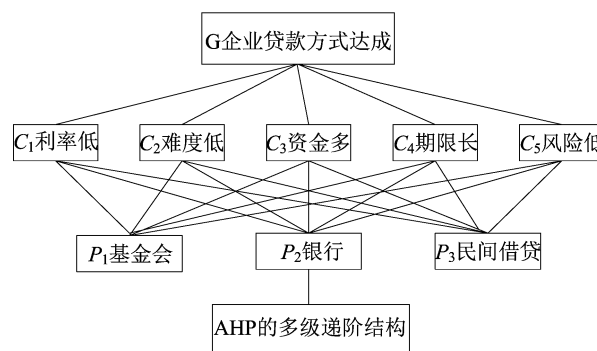 G企业贷款方式达成
C1利率低
C2难度低
C3资金多
C4期限长
C5风险低
P1基金会
P2银行
P3民间借贷
AHP的多级递阶结构